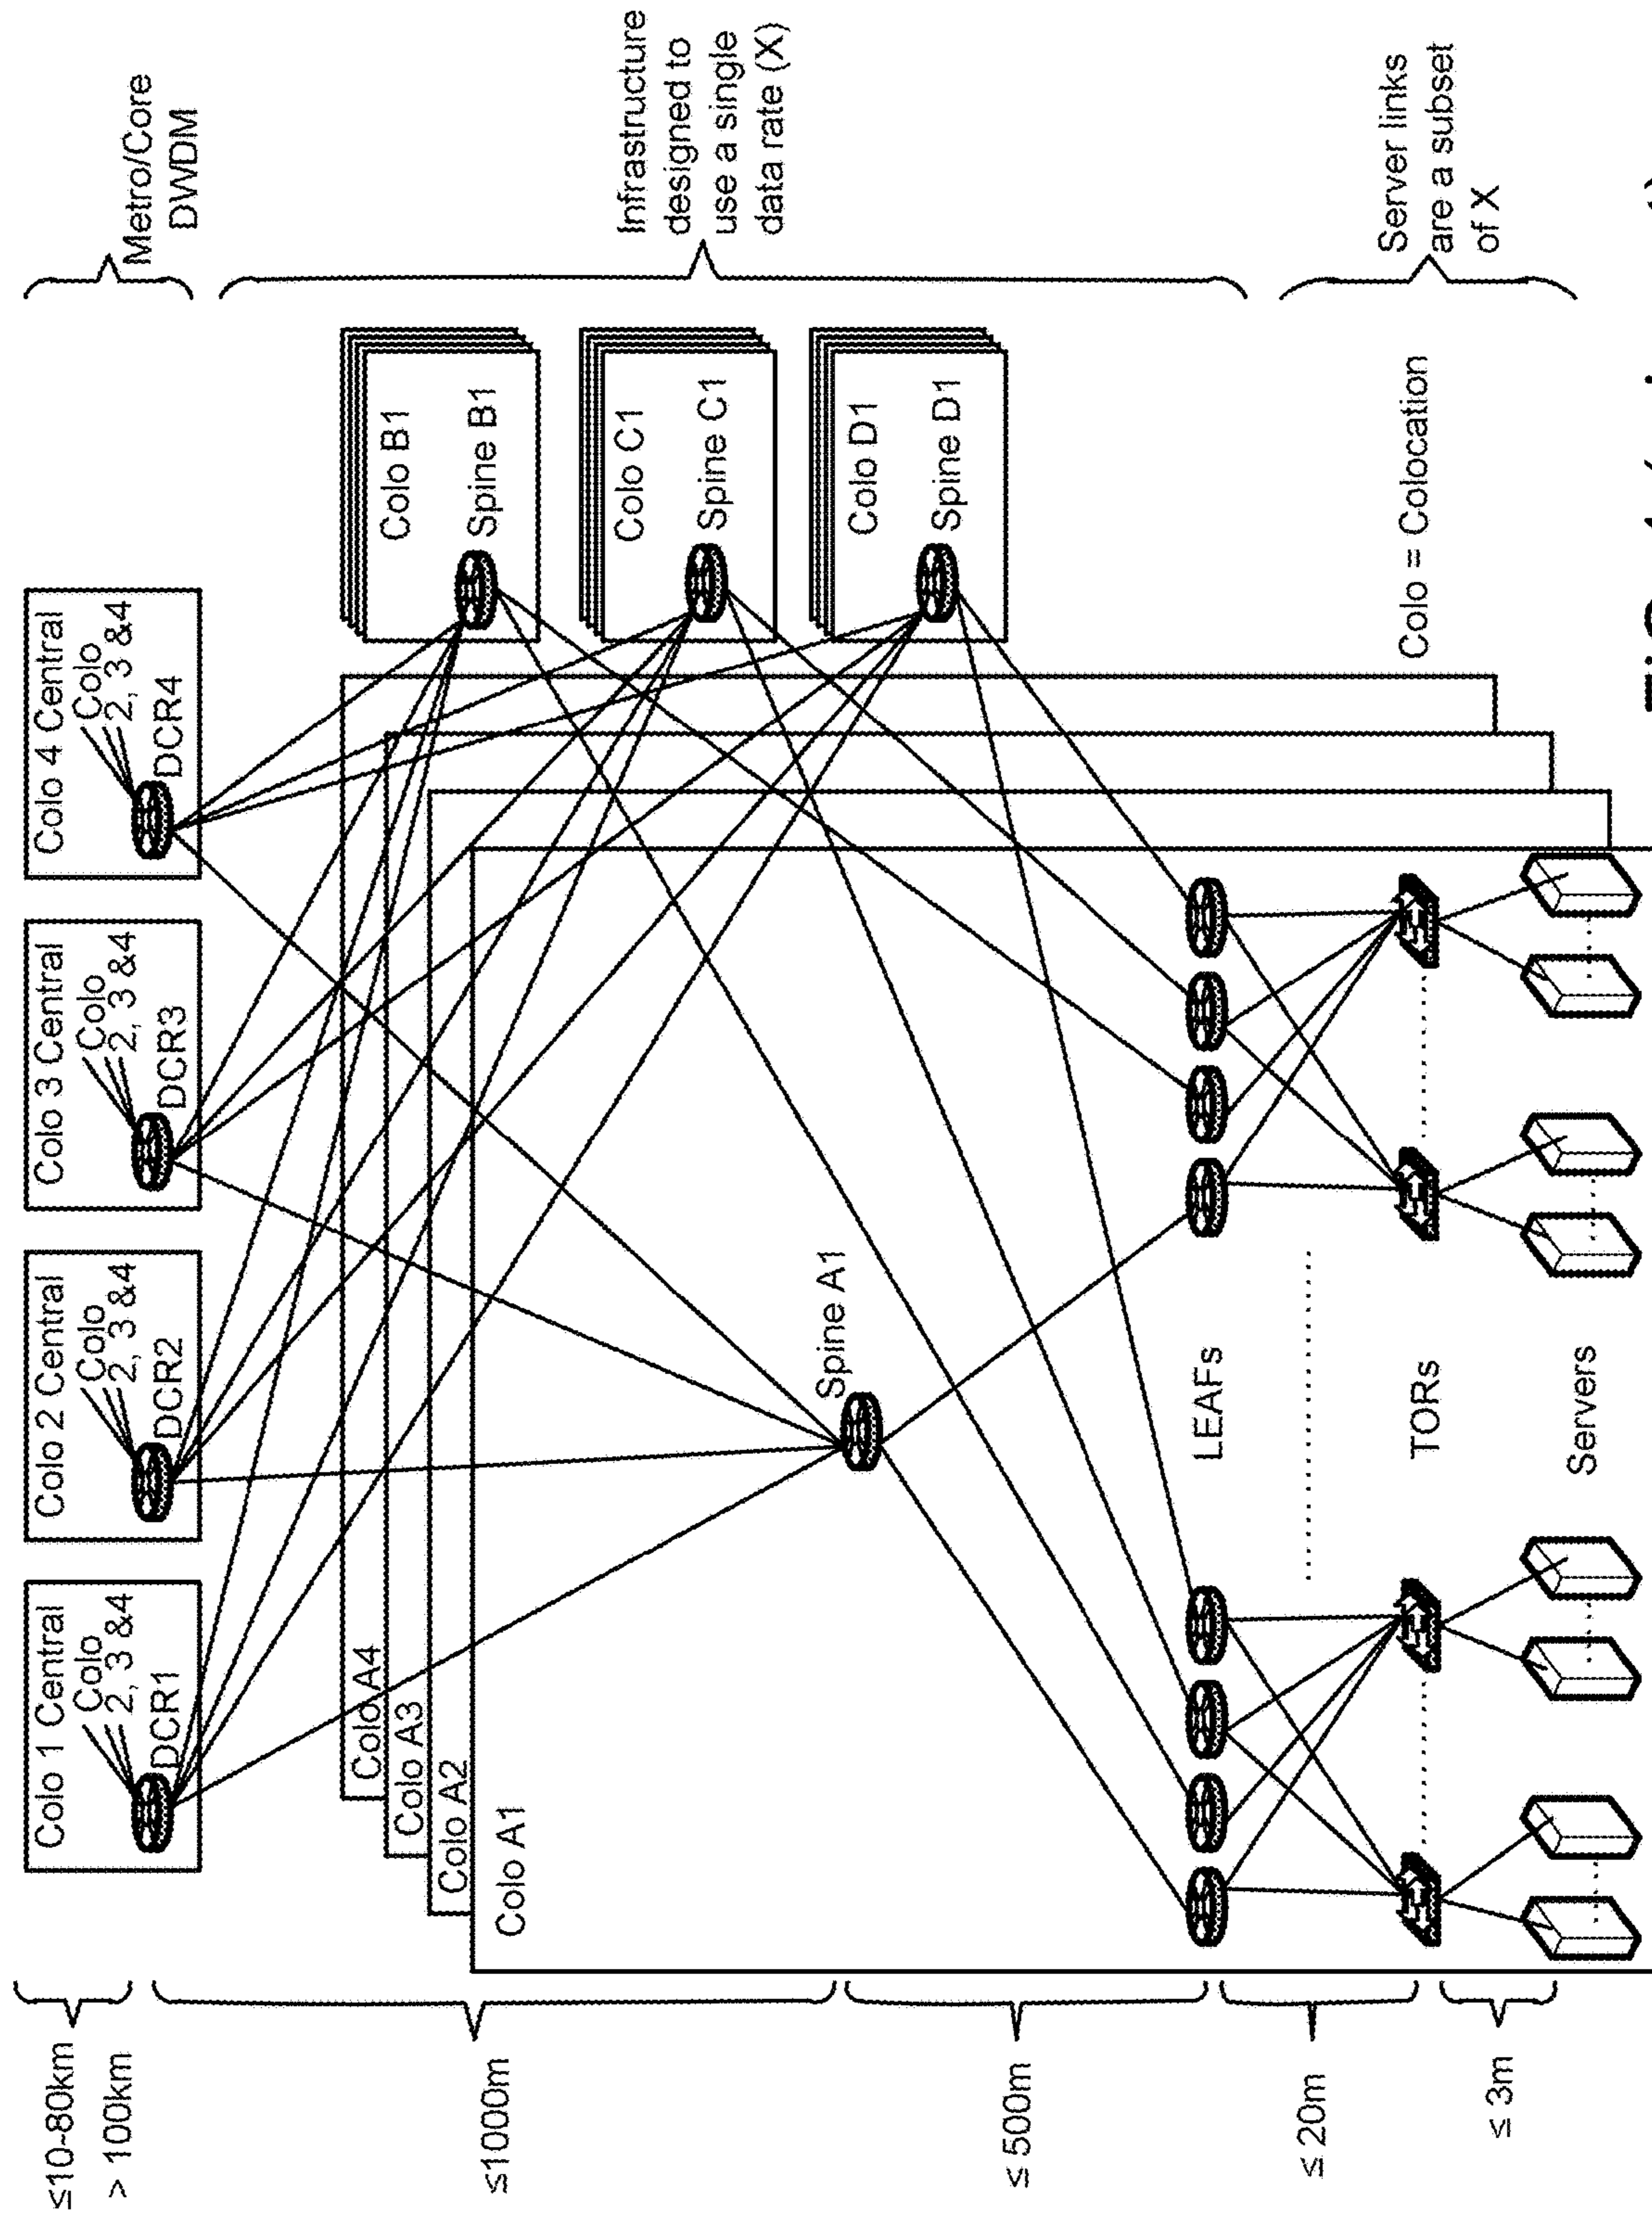 Colo 1 Central
Colo
2, 3 &4
DCR1
Colo 2 Central
Colo
2, 3 &4
DCR2
Colo 3 Central
Colo
2, 3 &4
DCR3
Colo 4 Central
Colo
2, 3 &4
DCR4
Metro/Core
DWDM
≤10-80km
> 100km
≤1000m
≤ 500m
≤ 20m
≤ 3m
Colo A4
Colo A3
Colo A2
Colo A1
Spine A1
Colo B1
Spine B1
Colo C1
Spine C1
Colo D1
Spine D1
Infrastructure
designed to
use a single
data rate (X)
LEAFs
TORs
Servers
Server links
are a subset
of X
Colo = Colocation